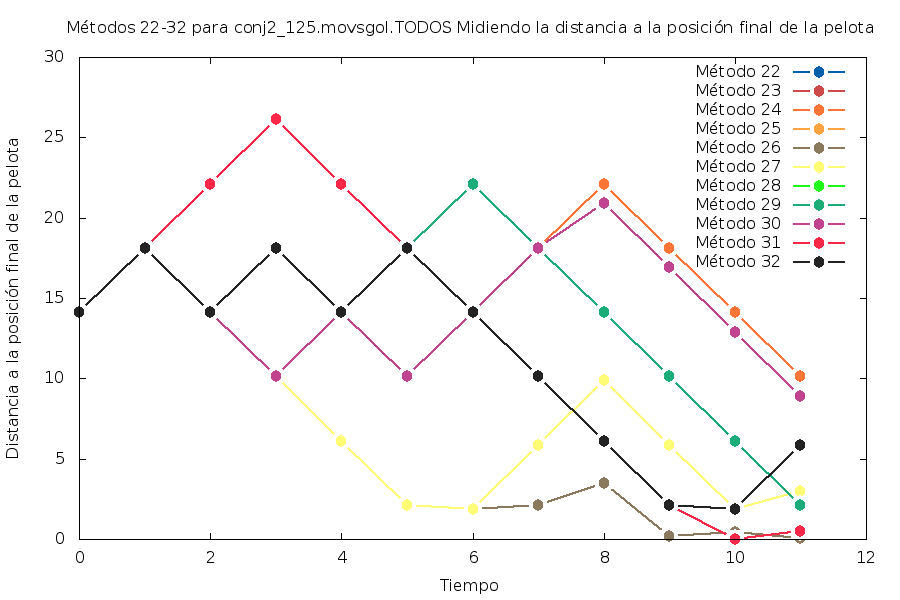 Métodos 22-32 para conj2_125.movsgol.TODOS Midiendo la distancia a la posición final de la pelota
Distancia a la posición final de la pelota
30
25
20
15
10
5
0
0 2 4 6 8 10 12
Tiempo
Método 22
Método 23
Método 24
Método 25
Método 26
Método 27
Método 28
Método 29
Método 30
Método 31
Método 32